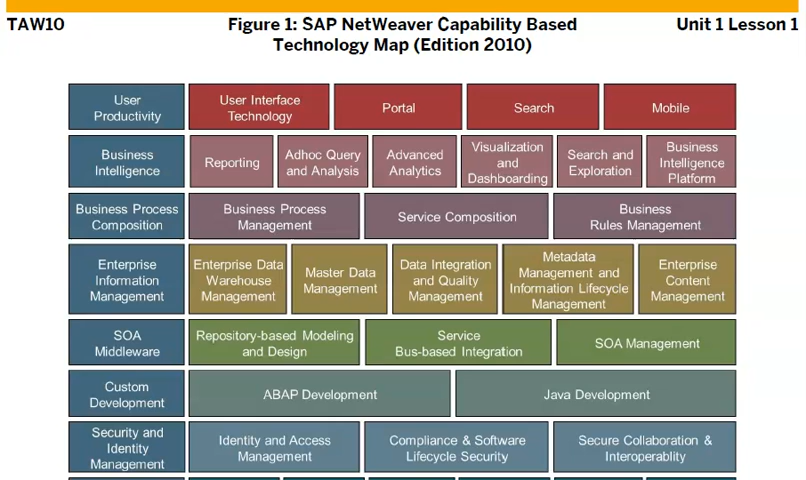 TAW10
Figure 1: SAP NetWeaver Capability Based
Technology Map (Edition 2010)
Unit 1 Lesson 1
User
Productivity
User Interface
Technology
Portal
Search
Mobile
Business
Intelligence
Reporting
Adhoc Query
and Analysis
Advanced
Analytics
Visualization
and
Dashboarding
Search and
Exploration
Business
Intelligence
Platform
Business Process
Composition
Business Process
Management
Service Composition
Business
Rules Management
Enterprise
Information
Management
Enterprise Data
Warehouse
Management
Master Data
Management
Data Integration
and Quality
Management
Metadata
Management and
Information Lifecycle
Management
Enterprise
Content
Management
SOA
Middleware
Repository-based Modeling
and Design
Service
Bus-based Integration
SOA Management
Custom
Development
ABAP Development
Java Development
Security and
Identity
Management
Identity and Access
Management
Compliance & Software
Lifecycle Security
Secure Collaboration &
Interoperability